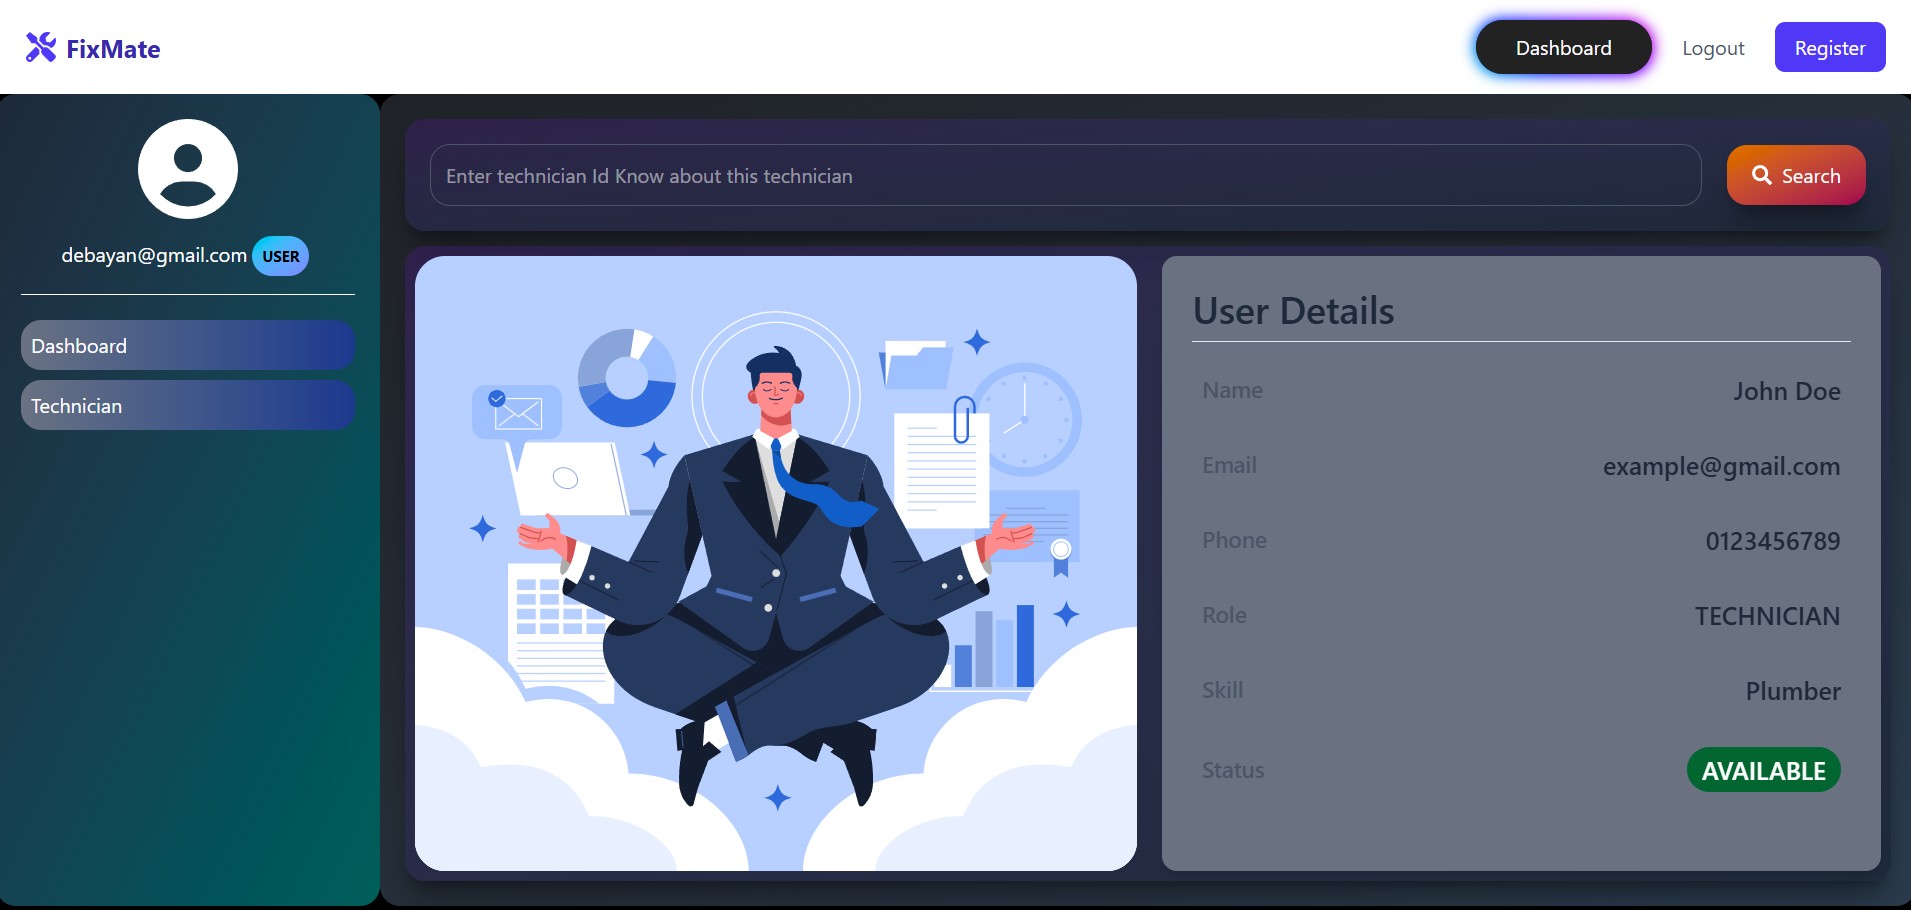 FixMate
Dashboard
Logout
Register
debayan@gmail.com USER
Dashboard
Technician
Enter technician Id Know about this technician
Search
User Details
Name John Doe
Email example@gmail.com
Phone 0123456789
Role TECHNICIAN
Skill Plumber
Status AVAILABLE